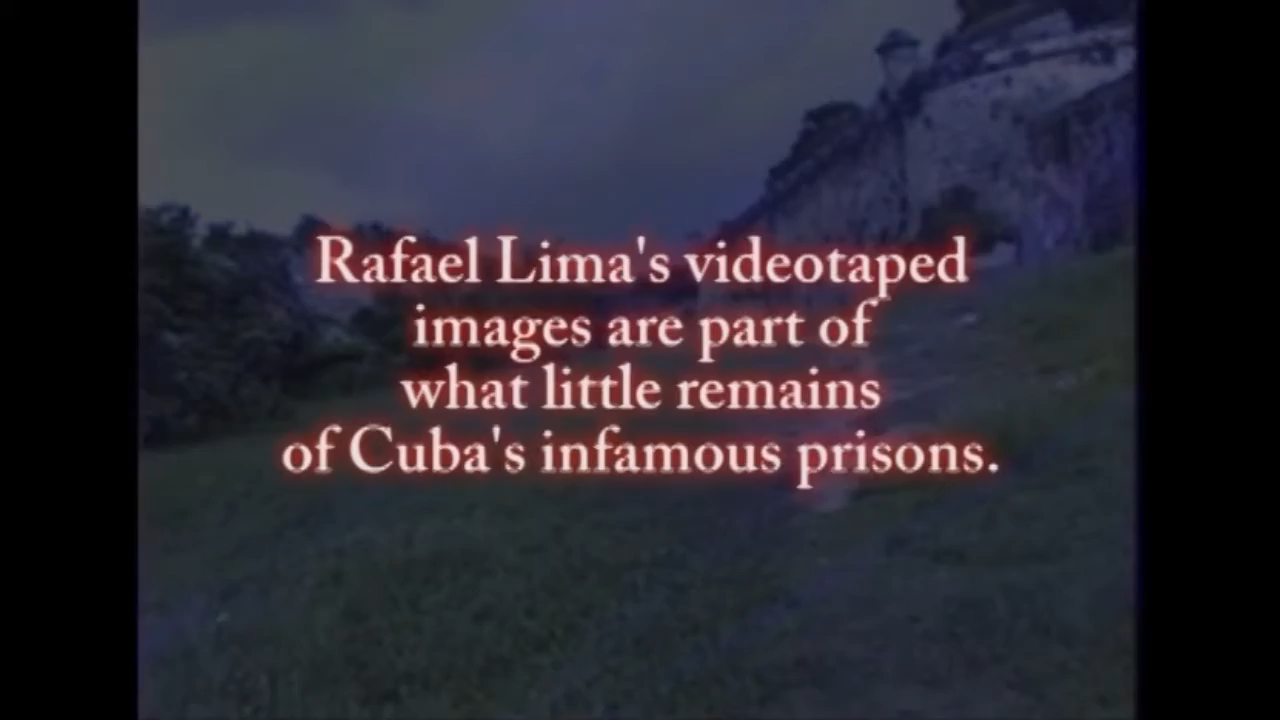 Rafael Lima's videotaped
images are part of
what little remains
of Cuba's infamous prisons.